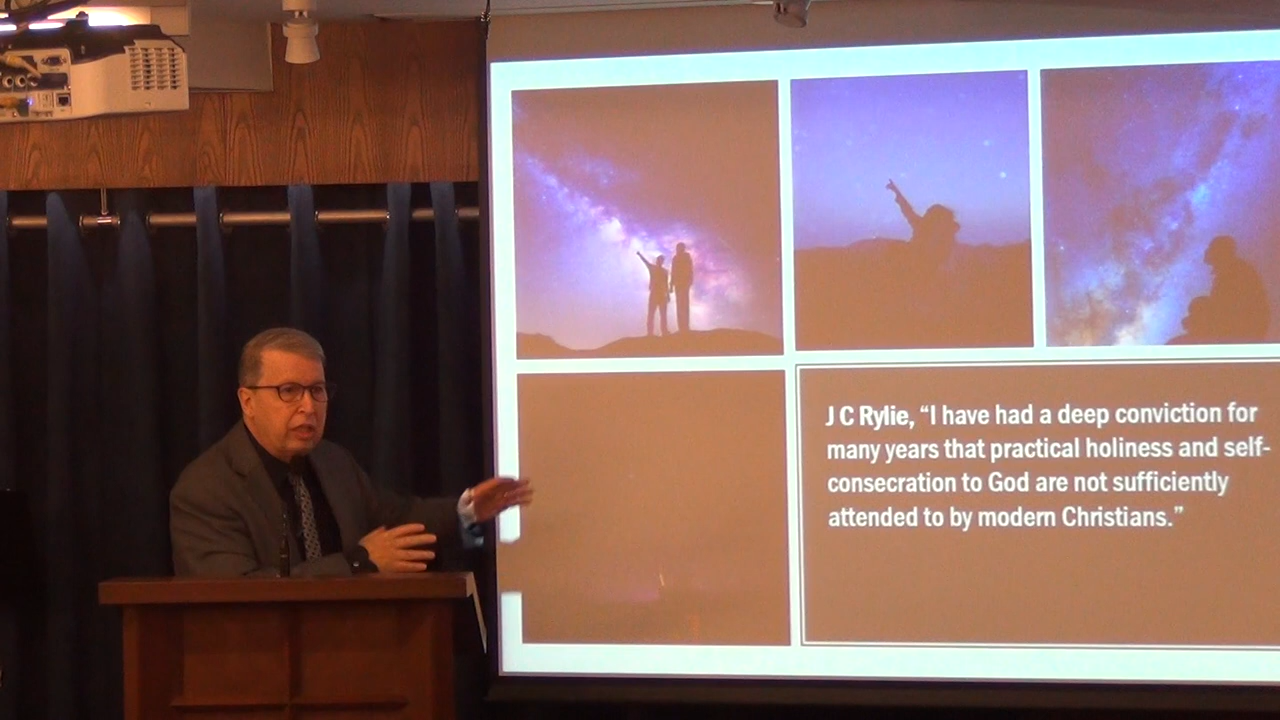 J C Rylie, “I have had a deep conviction for
many years that practical holiness and self-
consecration to God are not sufficiently
attended to by modern Christians.”